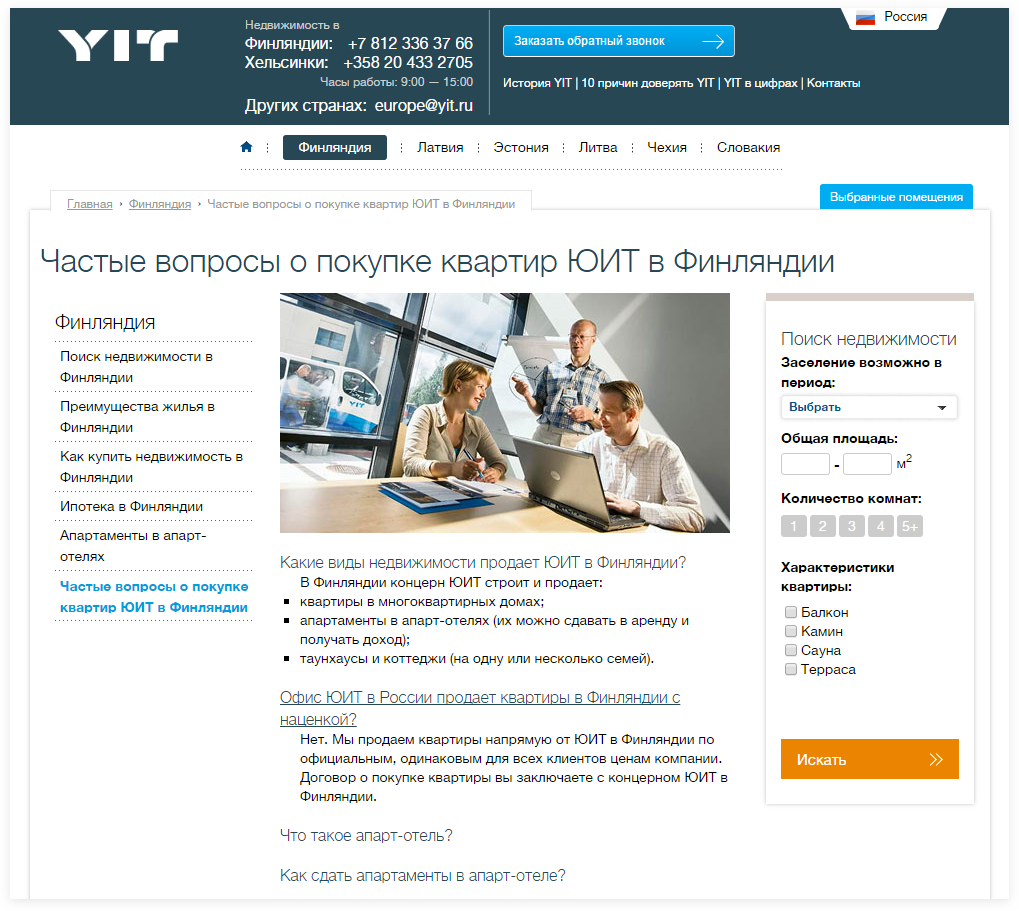 YIT
Недвижимость в
Финляндии: +7 812 336 37 66
Хельсинки: +358 20 433 2705
Часы работы: 9:00 — 15:00
Других странах: europe@yit.ru
Заказать обратный звонок
Россия
История YIT | 10 причин доверять YIT | YIT в цифрах | Контакты
Финляндия
Латвия
Эстония
Литва
Чехия
Словакия
Главная › Финляндия › Частые вопросы о покупке квартир ЮИТ в Финляндии
Выбранные помещения
Частые вопросы о покупке квартир ЮИТ в Финляндии
Финляндия
Поиск недвижимости в
Финляндии
Преимущества жилья в
Финляндии
Как купить недвижимость в
Финляндии
Ипотека в Финляндии
Апартаменты в апарт-
отелях
Частые вопросы о покупке
квартир ЮИТ в Финляндии
YIT
Какие виды недвижимости продает ЮИТ в Финляндии?
В Финляндии концерн ЮИТ строит и продает:
квартиры в многоквартирных домах;
апартаменты в апарт-отелях (их можно сдавать в аренду и
получать доход);
таунхаусы и коттеджи (на одну или несколько семей).
Офис ЮИТ в России продает квартиры в Финляндии с
наценкой?
Нет. Мы продаем квартиры напрямую от ЮИТ в Финляндии по
официальным, одинаковым для всех клиентов ценам компании.
Договор о покупке квартиры вы заключаете с концерном ЮИТ в
Финляндии.
Что такое апарт-отель?
Как сдать апартаменты в апарт-отеле?
Поиск недвижимости
Заселение возможно в
период:
Выбрать
Общая площадь:
- м²
Количество комнат:
1 2 3 4 5+
Характеристики
квартиры:
Балкон
Камин
Сауна
Терраса
Искать